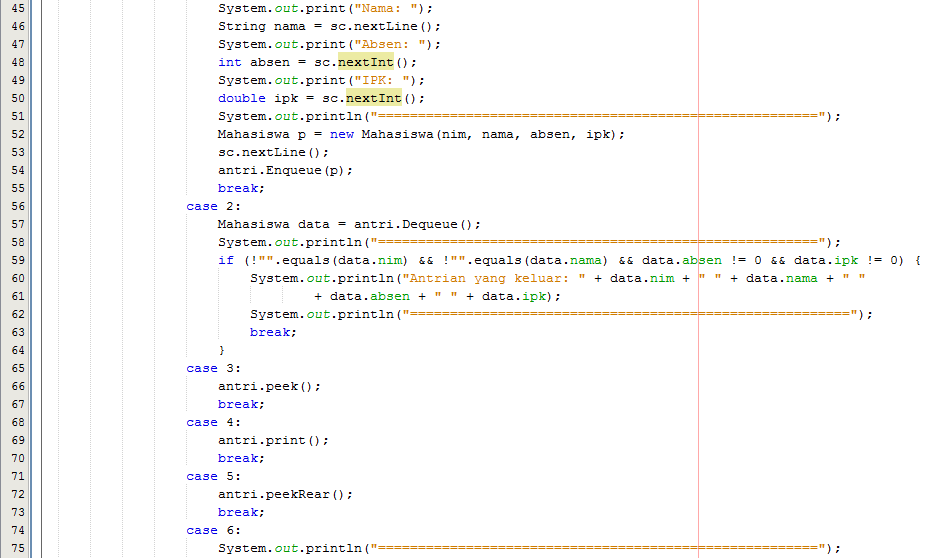 45 System.out.print("Nama: ");
46 String nama = sc.nextLine();
47 System.out.print("Absen: ");
48 int absen = sc.nextInt();
49 System.out.print("IPK: ");
50 double ipk = sc.nextInt();
51 System.out.println("=======================================================");
52 Mahasiswa p = new Mahasiswa(nim, nama, absen, ipk);
53 sc.nextLine();
54 antri.Enqueue(p);
55 break;
56 case 2:
57 Mahasiswa data = antri.Dequeue();
58 System.out.println("=======================================================");
59 if (!"".equals(data.nim) && !"".equals(data.nama) && data.absen != 0 && data.ipk != 0) {
60 System.out.println("Antrian yang keluar: " + data.nim + " " + data.nama + " "
61 + data.absen + " " + data.ipk);
62 System.out.println("=======================================================");
63 break;
64 }
65 case 3:
66 antri.peek();
67 break;
68 case 4:
69 antri.print();
70 break;
71 case 5:
72 antri.peekRear();
73 break;
74 case 6:
75 System.out.println("=======================================================");